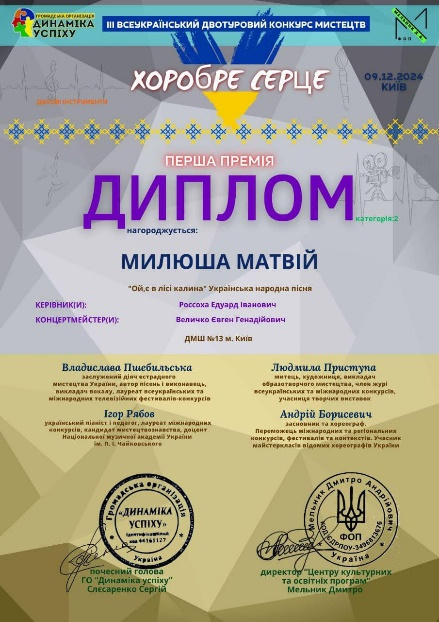 ГРОМАДСЬКА ОРГАНІЗАЦІЯ
ДИНАМІКА
УСПІХУ
ІІІ ВСЕУКРАЇНСЬКИЙ ДВОТУРОВИЙ КОНКУРС МИСТЕЦТВ
ХОРОБРЕ СЕРЦЕ
09.12.2024
КИЇВ
ПЕРША ПРЕМІЯ
ДИПЛОМ
категорія:2
нагороджується:
МИЛЮША МАТВІЙ
"Ой,є в лісі калина" Українська народна пісня
КЕРІВНИК(И): Россоха Едуард Іванович
КОНЦЕРТМЕЙСТЕР(И): Величко Євген Генадійович
ДМШ №13 м. Київ
Владислава Пшебильська
заслужений діяч естрадного
мистецтва України, автор пісень і виконавець,
викладач вокалу, лауреат всеукраїнських та
міжнародних телевізійних фестивалів-конкурсів
Людмила Приступа
митець, художниця, викладач
образотворчого мистецтва, член журі
всеукраїнських та міжнародних конкурсів,
учасниця творчих виставок
Ігор Рябов
український піаніст і педагог, лауреат міжнародних
конкурсів, кандидат мистецтвознавства, доцент
Національної музичної академії України
ім. П. І. Чайковського
Андрій Борисевич
засновник та хореограф.
Переможець міжнародних та регіональних
конкурсів, фестивалів та контекстів. Учасник
майстеркласів відомих хореографів України
Громадська організація
«ДИНАМІКА
УСПІХУ»
Ідентифікаційний
код 44163127
Україна
Мельник Дмитро Андрійович
ФОП
Україна
почесний голова
ГО "Динаміка успіху"
Слєсаренко Сергій
директор "Центру культурних
та освітніх програм"
Мельник Дмитро